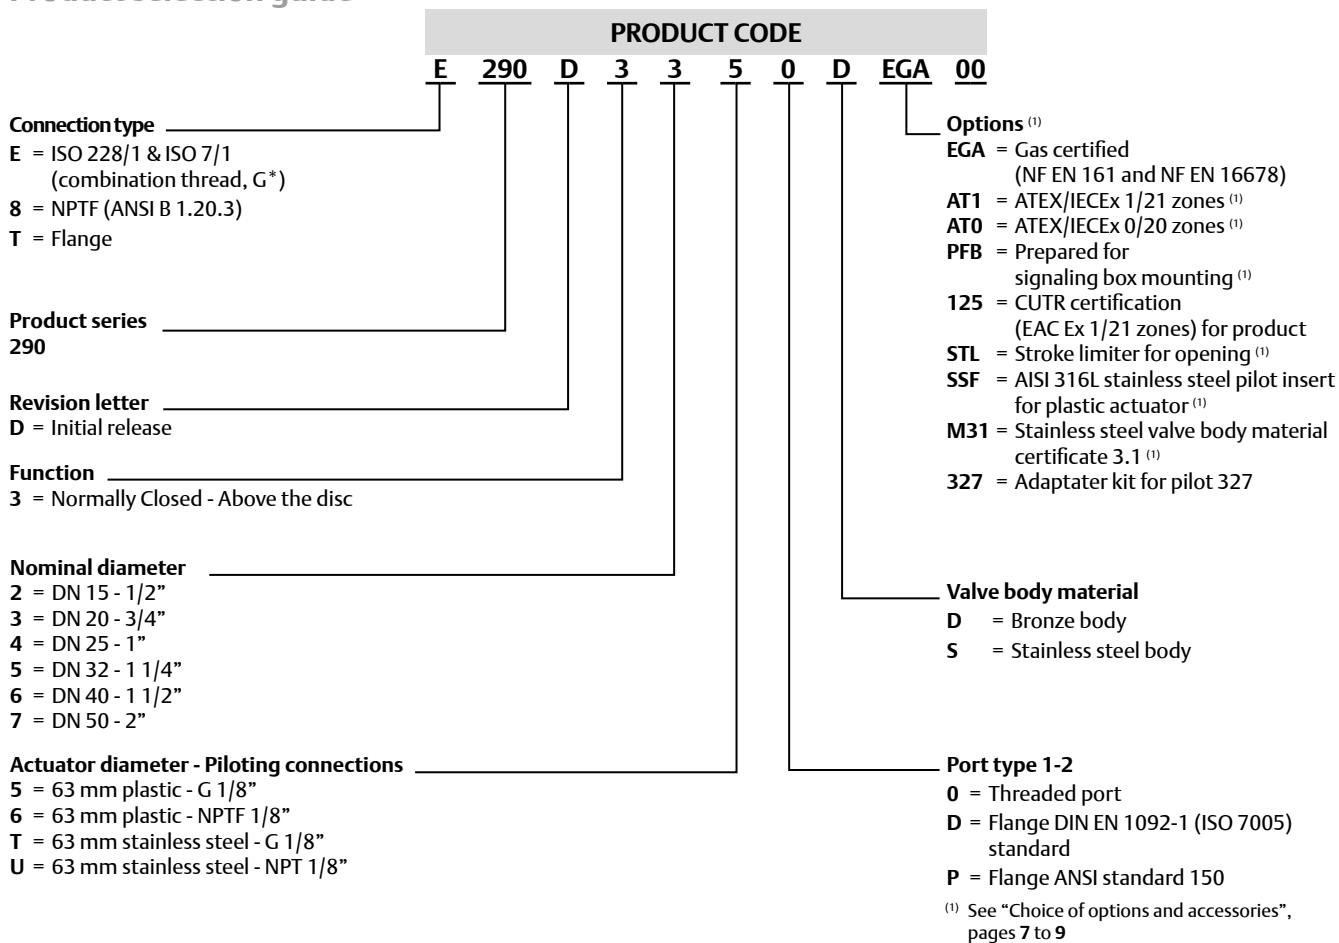 Product selection guide
PRODUCT CODE
E 290 D 3 3 5 0 D EGA 00
Connection type
E = ISO 228/1 & ISO 7/1
(combination thread, G*)
8 = NPTF (ANSI B 1.20.3)
T = Flange
Product series
290
Revision letter
D = Initial release
Function
3 = Normally Closed - Above the disc
Nominal diameter
2 = DN 15 - 1/2”
3 = DN 20 - 3/4”
4 = DN 25 - 1”
5 = DN 32 - 1 1/4”
6 = DN 40 - 1 1/2”
7 = DN 50 - 2”
Actuator diameter - Piloting connections
5 = 63 mm plastic - G 1/8”
6 = 63 mm plastic - NPTF 1/8”
T = 63 mm stainless steel - G 1/8”
U = 63 mm stainless steel - NPT 1/8”
Options (1)
EGA = Gas certified
(NF EN 161 and NF EN 16678)
AT1 = ATEX/IECEx 1/21 zones (1)
AT0 = ATEX/IECEx 0/20 zones (1)
PFB = Prepared for
signaling box mounting (1)
125 = CUTR certification
(EAC Ex 1/21 zones) for product
STL = Stroke limiter for opening (1)
SSF = AISI 316L stainless steel pilot insert
for plastic actuator (1)
M31 = Stainless steel valve body material
certificate 3.1 (1)
327 = Adaptater kit for pilot 327
Valve body material
D = Bronze body
S = Stainless steel body
Port type 1-2
0 = Threaded port
D = Flange DIN EN 1092-1 (ISO 7005)
standard
P = Flange ANSI standard 150
(1) See “Choice of options and accessories”,
pages 7 to 9